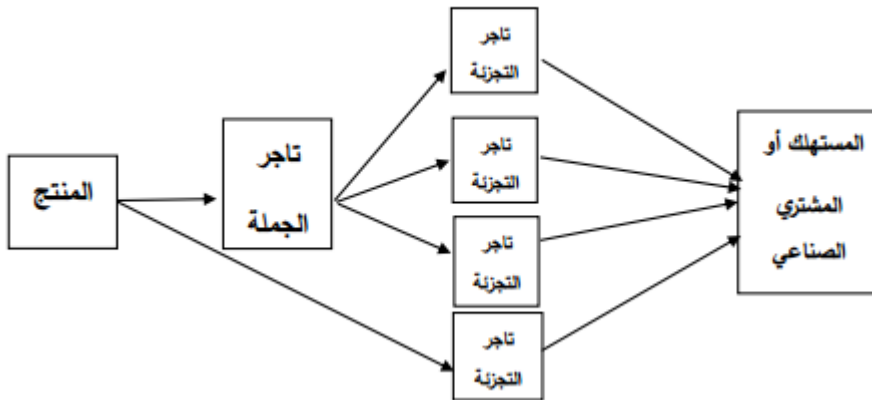 المنتج
تاجر
الجملة
تاجر
التجزئة
تاجر
التجزئة
تاجر
التجزئة
تاجر
التجزئة
المستهلك أو
المشتري
الصناعي